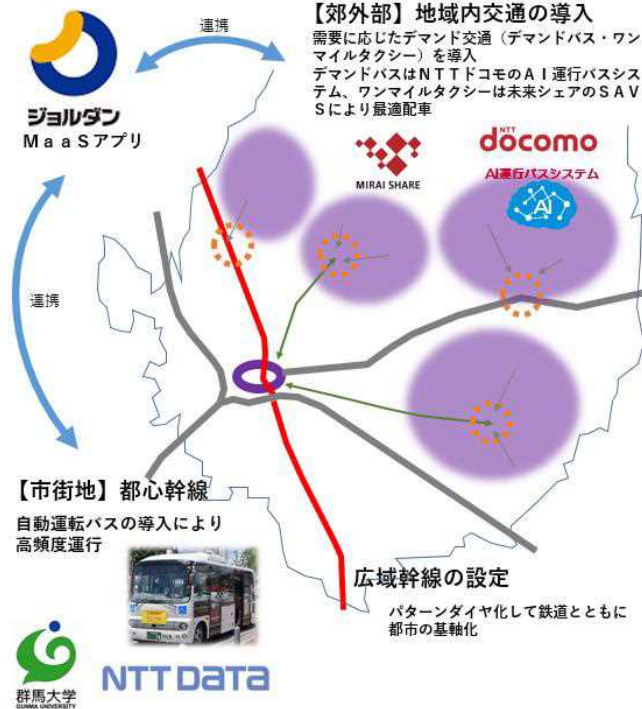 【郊外部】地域内交通の導入
需要に応じたデマンド交通（デマンドバス・ワン
マイルタクシー）を導入
デマンドバスはＮＴＴドコモのＡＩ運行バスシス
テム、ワンマイルタクシーは未来シェアのＳＡＶ
Ｓにより最適配車
連携
ジョルダン
ＭａａＳアプリ
MIRAI SHARE
NTT
döcomo
AI運行バスシステム
AI
連携
【市街地】都心幹線
自動運転バスの導入により
高頻度運行
広域幹線の設定
パターンダイヤ化して鉄道とともに
都市の基軸化
群馬大学
GUNMA UNIVERSITY
NTT DATA